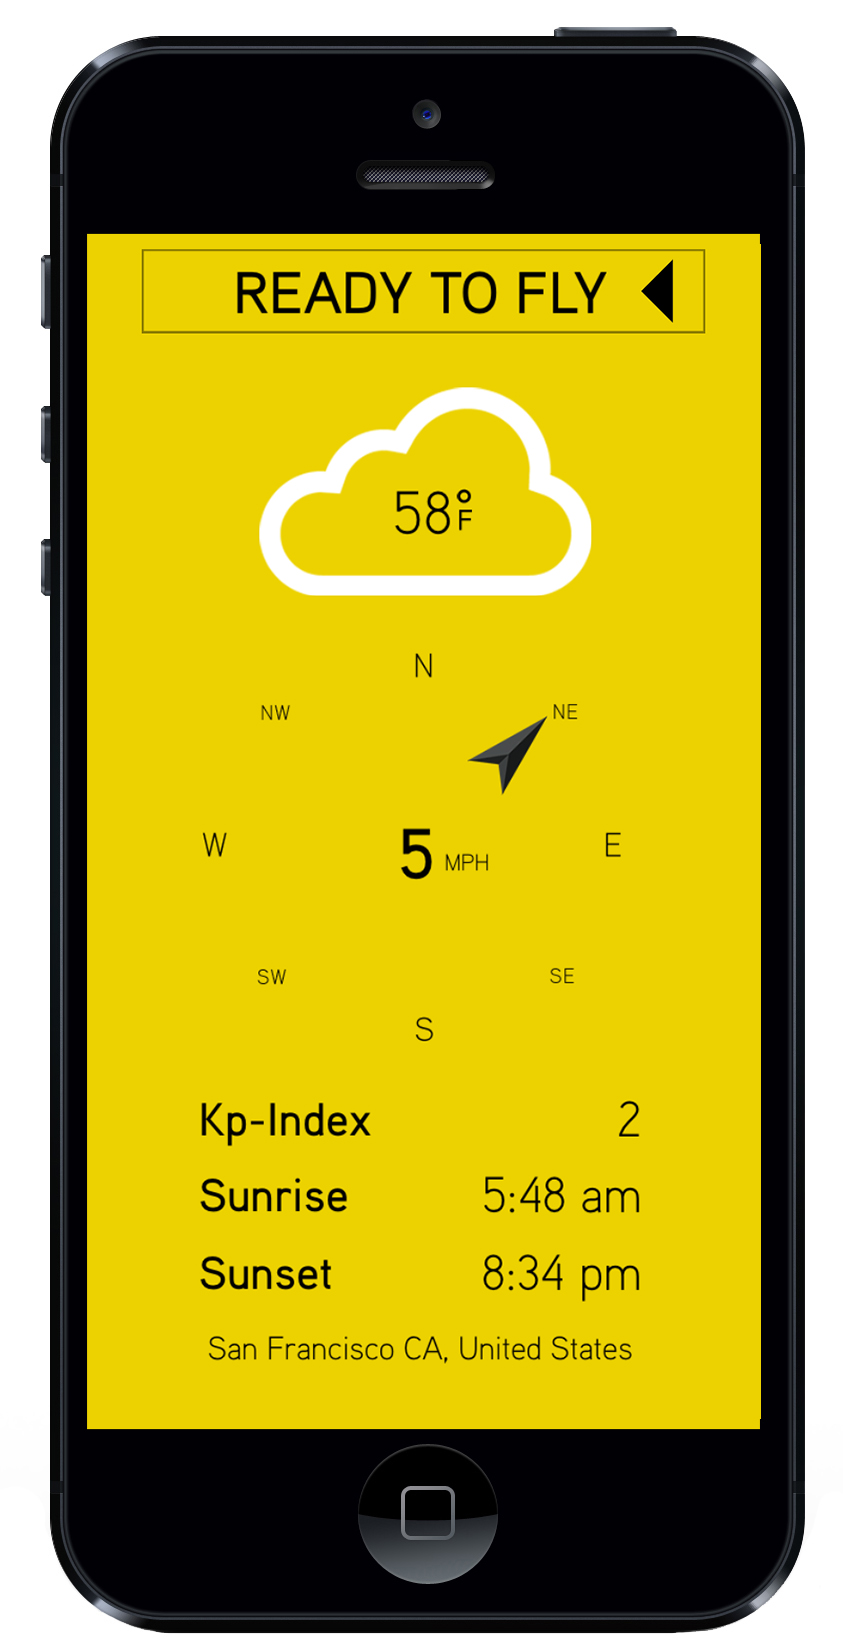 READY TO FLY
58°F
N
NW NE
W 5 MPH E
SW SE
S
Kp-Index 2
Sunrise 5:48 am
Sunset 8:34 pm
San Francisco CA, United States